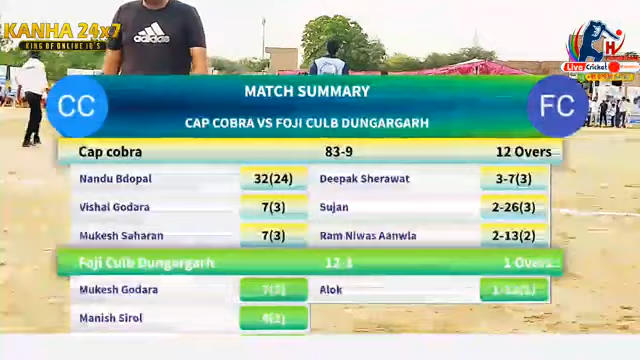 KANHA 24x7
KING OF ONLINE ID'S
adidas
H
Live Cricket
MATCH SUMMARY
CC
FC
CAP COBRA VS FOJI CULB DUNGARGARH
Cap cobra 83-9 12 Overs
Nandu Bdopal 32(24) Deepak Sherawat 3-7(3)
Vishal Godara 7(3) Sujan 2-26(3)
Mukesh Saharan 7(3) Ram Niwas Aanwla 2-13(2)
Foji Culb Dungargarh 12-1 1 Overs
Mukesh Godara Alok
Manish Sirol